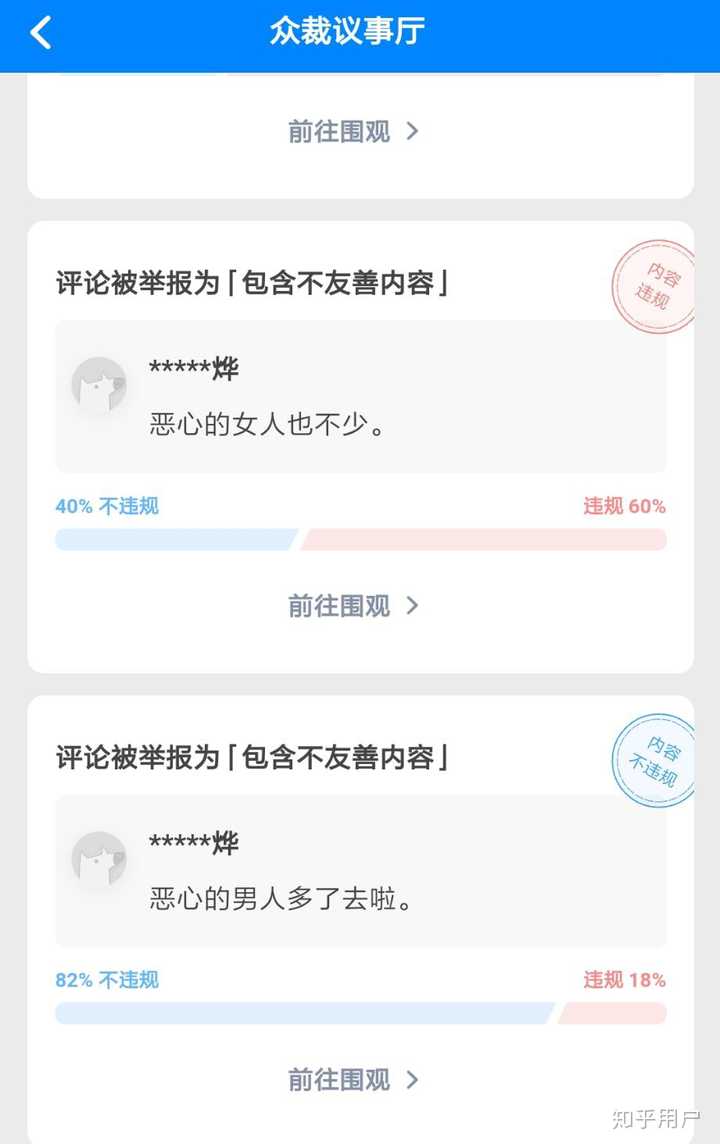 众裁议事厅
前往围观
评论被举报为「包含不友善内容」
内容
违规
*****烨
恶心的女人也不少。
40% 不违规
违规 60%
前往围观
评论被举报为「包含不友善内容」
内容
不违规
*****烨
恶心的男人多了去啦。
82% 不违规
违规 18%
前往围观
知乎用户